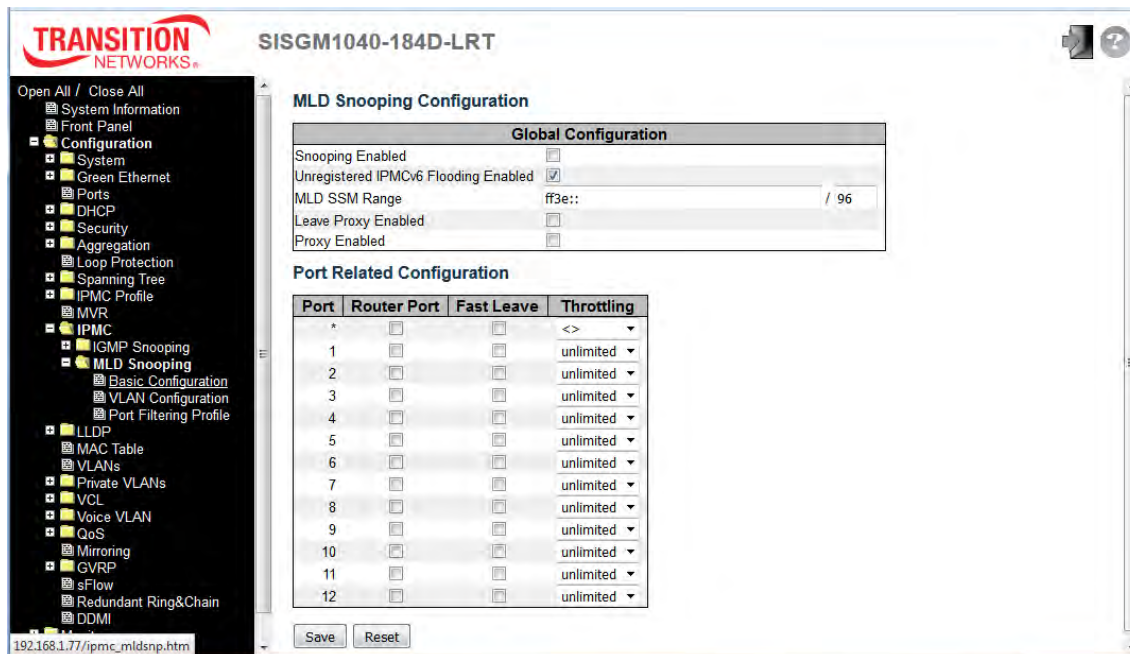 TRANSITION
NETWORKS®
SISGM1040-184D-LRT
Open All / Close All
System Information
Front Panel
Configuration
System
Green Ethernet
Ports
DHCP
Security
Aggregation
Loop Protection
Spanning Tree
IPMC Profile
MVR
IPMC
IGMP Snooping
MLD Snooping
Basic Configuration
VLAN Configuration
Port Filtering Profile
LLDP
MAC Table
VLANs
Private VLANs
VCL
Voice VLAN
QoS
Mirroring
GVRP
sFlow
Redundant Ring&Chain
DDMI
192.168.1.77/ipmc_mldsnp.htm
MLD Snooping Configuration
Global Configuration
Snooping Enabled
Unregistered IPMCv6 Flooding Enabled
MLD SSM Range ff3e:: / 96
Leave Proxy Enabled
Proxy Enabled
Port Related Configuration
Port Router Port Fast Leave Throttling
* <>
1 unlimited
2 unlimited
3 unlimited
4 unlimited
5 unlimited
6 unlimited
7 unlimited
8 unlimited
9 unlimited
10 unlimited
11 unlimited
12 unlimited
Save Reset